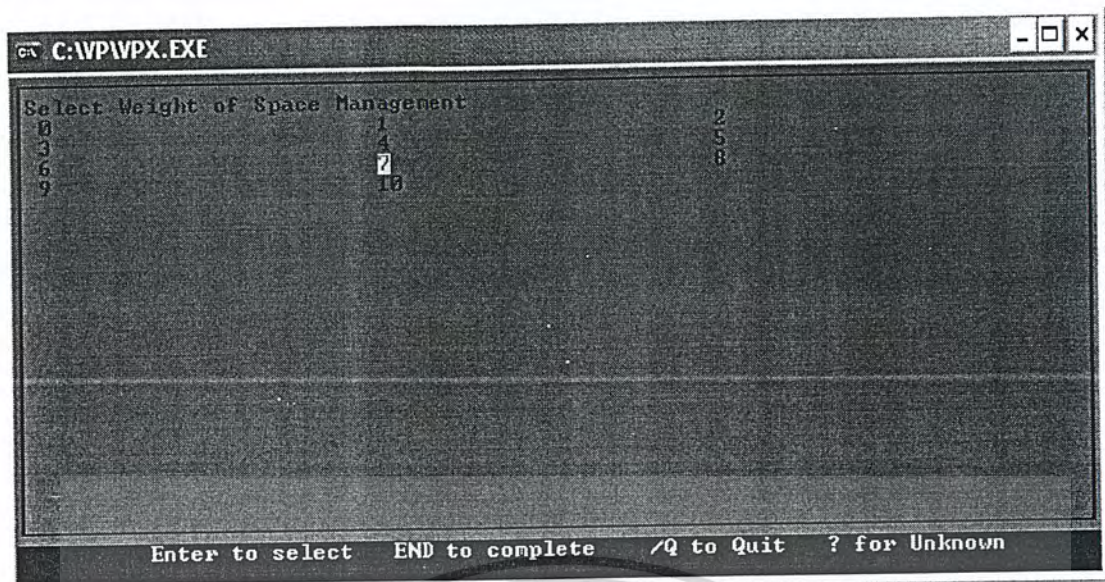 C:\VP\VPX.EXE
Select Weight of Space Management
0 1 2
3 4 5
6 7 8
9 10
Enter to select END to complete /Q to Quit ? for Unknown